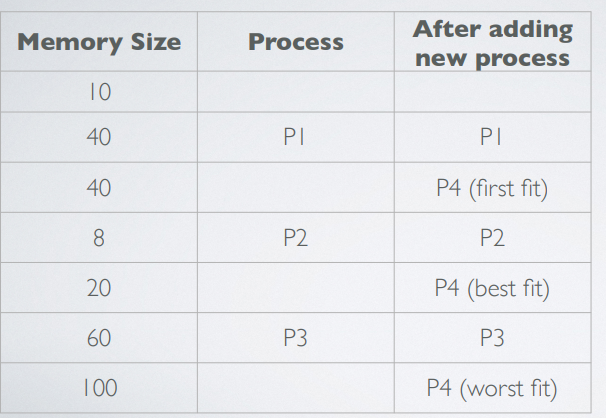 Memory Size Process After adding
new process
10
40 P1 P1
40 P4 (first fit)
8 P2 P2
20 P4 (best fit)
60 P3 P3
100 P4 (worst fit)